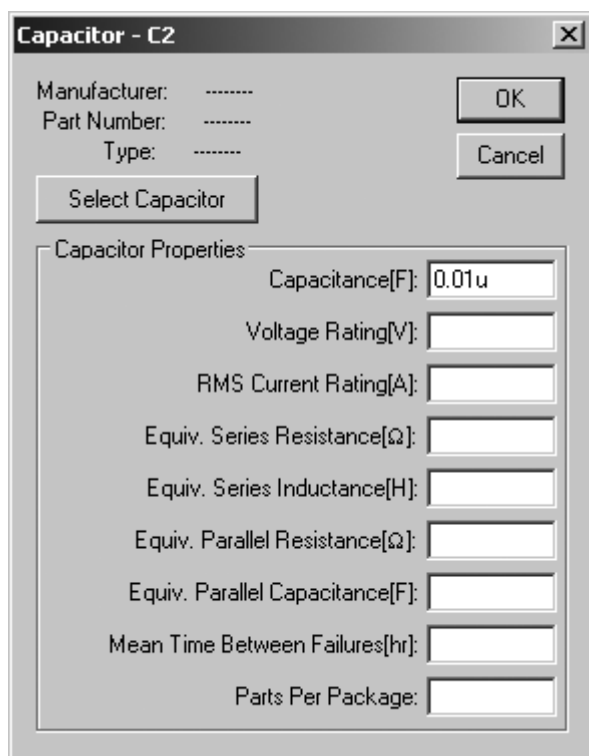 Capacitor - C2
Manufacturer: --------
OK
Part Number: --------
Type: --------
Cancel
Select Capacitor
Capacitor Properties
Capacitance[F]: 0.01u
Voltage Rating[V]:
RMS Current Rating[A]:
Equiv. Series Resistance[Ω]:
Equiv. Series Inductance[H]:
Equiv. Parallel Resistance[Ω]:
Equiv. Parallel Capacitance[F]:
Mean Time Between Failures[hr]:
Parts Per Package: